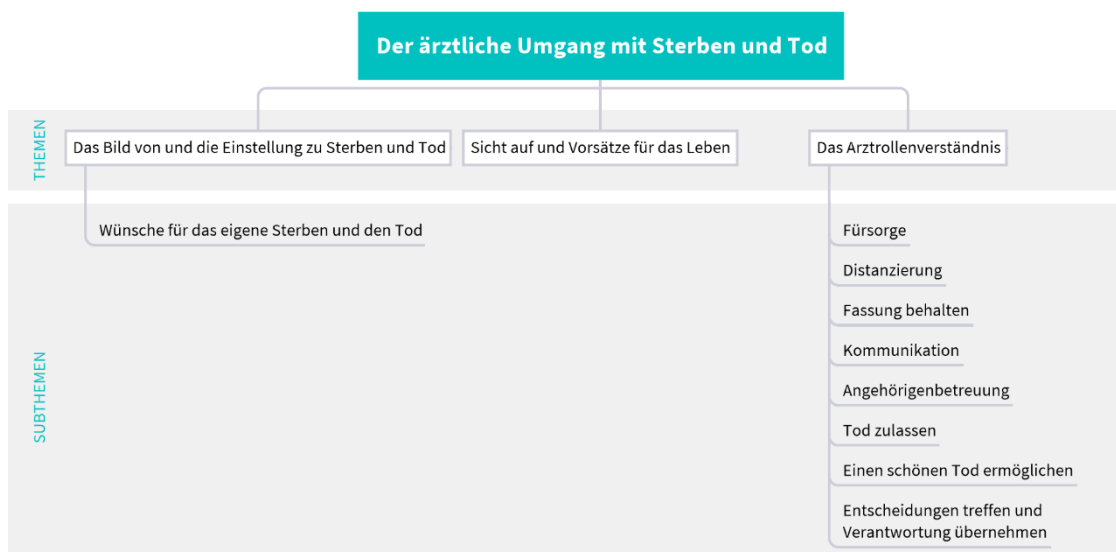 Der ärztliche Umgang mit Sterben und Tod
THEMEN
Das Bild von und die Einstellung zu Sterben und Tod
Sicht auf und Vorsätze für das Leben
Das Arztrollenverständnis
SUBTHEMEN
Wünsche für das eigene Sterben und den Tod
Fürsorge
Distanzierung
Fassung behalten
Kommunikation
Angehörigenbetreuung
Tod zulassen
Einen schönen Tod ermöglichen
Entscheidungen treffen und
Verantwortung übernehmen